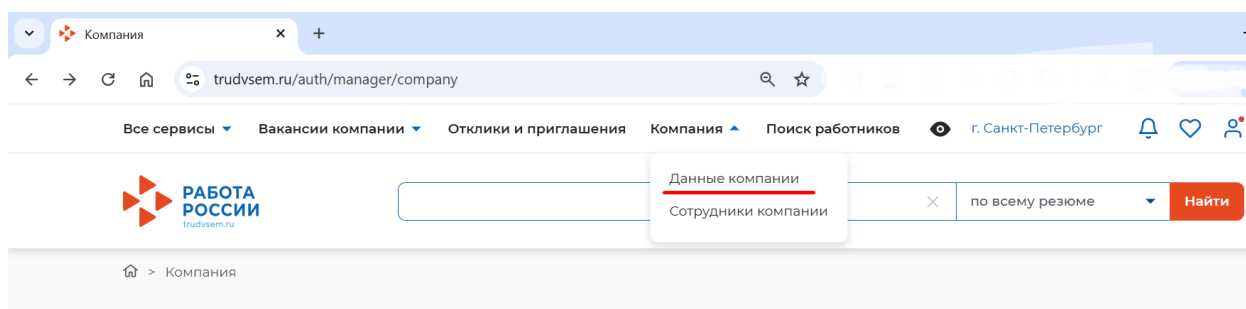 Компания
trudvsem.ru/auth/manager/company
Все сервисы Вакансии компании Отклики и приглашения Компания Поиск работников г. Санкт-Петербург
Данные компании
Сотрудники компании
РАБОТА
РОССИИ
trudvsem.ru
по всему резюме Найти
> Компания